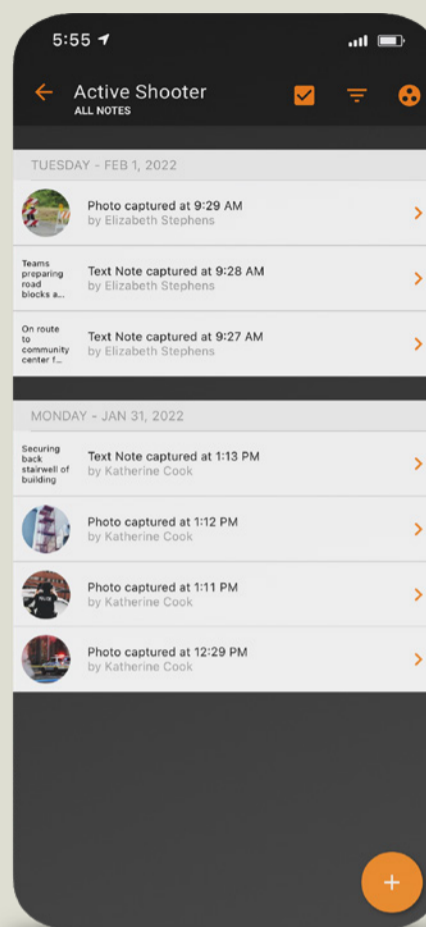 5:55
Active Shooter
ALL NOTES
TUESDAY - FEB 1, 2022
Photo captured at 9:29 AM
by Elizabeth Stephens
Teams
preparing
road
blocks a...
Text Note captured at 9:28 AM
by Elizabeth Stephens
On route
to
community
center f...
Text Note captured at 9:27 AM
by Elizabeth Stephens
MONDAY - JAN 31, 2022
Securing
back
stairwell of
building
Text Note captured at 1:13 PM
by Katherine Cook
Photo captured at 1:12 PM
by Katherine Cook
Photo captured at 1:11 PM
by Katherine Cook
Photo captured at 12:29 PM
by Katherine Cook